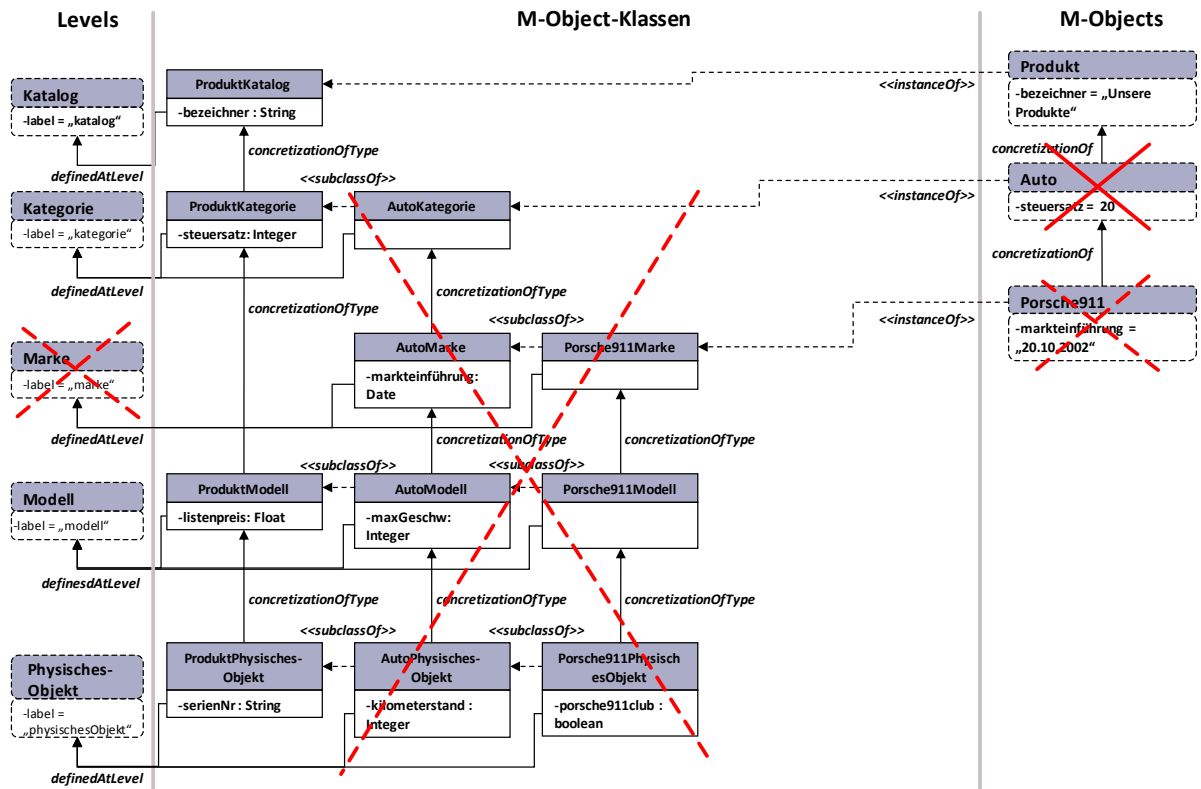 Levels
M-Object-Klassen
M-Objects
Katalog
-label = „katalog“
definedAtLevel
Kategorie
-label = „kategorie“
definedAtLevel
Marke
-label = „marke“
definedAtLevel
Modell
-label = „modell“
definesdAtLevel
Physisches-
Objekt
-label =
„physischesObjekt“
definedAtLevel
ProduktKatalog
-bezeichner : String
concretizationOfType
<<subclassOf>>
ProduktKategorie
-steuersatz: Integer
AutoKategorie
concretizationOfType
concretizationOfType
<<subclassOf>>
AutoMarke
-markteinführung:
Date
Porsche911Marke
concretizationOfType
concretizationOfType
<<subclassOf>>
<<subclassOf>>
ProduktModell
-listenpreis: Float
AutoModell
-maxGeschw:
Integer
Porsche911Modell
concretizationOfType
concretizationOfType
concretizationOfType
<<subclassOf>>
<<subclassOf>>
ProduktPhysisches-
Objekt
-serienNr : String
AutoPhysisches-
Objekt
-kilometerstand :
Integer
Porsche911Physisch
esObjekt
-porsche911club :
boolean
<<instanceOf>>
<<instanceOf>>
<<instanceOf>>
Produkt
-bezeichner = „Unsere
Produkte“
concretizationOf
Auto
-steuersatz = 20
concretizationOf
Porsche911
-markteinführung =
„20.10.2002“